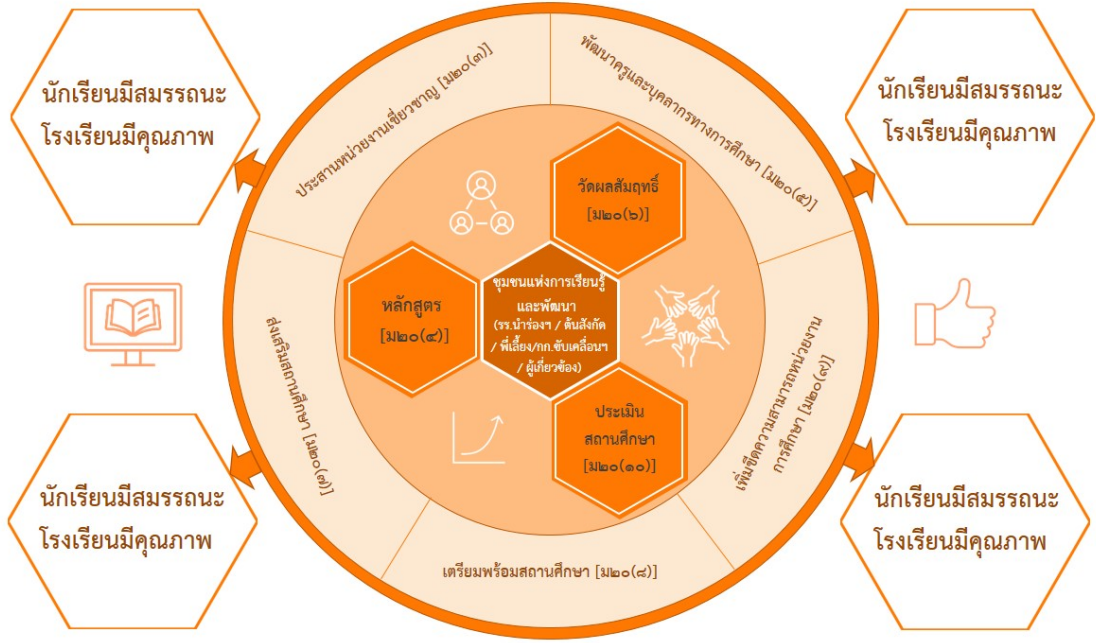 นักเรียนมีสมรรถนะ
โรงเรียนมีคุณภาพ
ประสานหน่วยงานเชี่ยวชาญ [ม๒๐(๓)]
พัฒนาครูและบุคลากรทางการศึกษา [ม๒๐(๕)]
นักเรียนมีสมรรถนะ
โรงเรียนมีคุณภาพ
วัดผลสัมฤทธิ์
[ม๒๐(๖)]
หลักสูตร
[ม๒๐(๔)]
ชุมชนแห่งการเรียนรู้
และพัฒนา
(รร.นำร่องฯ / ต้นสังกัด
/ พี่เลี้ยง/กก.ขับเคลื่อนฯ
/ ผู้เกี่ยวข้อง)
ประเมิน
สถานศึกษา
[ม๒๐(๑๐)]
ส่งเสริมสถานศึกษา [ม๒๐(๗)]
เพิ่มขีดความสามารถหน่วยงาน
การศึกษา [ม๒๐(๙)]
เตรียมพร้อมสถานศึกษา [ม๒๐(๘)]
นักเรียนมีสมรรถนะ
โรงเรียนมีคุณภาพ
นักเรียนมีสมรรถนะ
โรงเรียนมีคุณภาพ